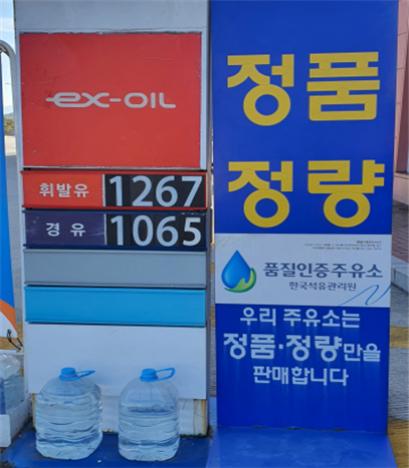 ex-OIL
휘발유 1267
경유 1065
정품
정량
품질인증주유소
한국석유관리원
우리 주유소는
정품·정량만을
판매합니다